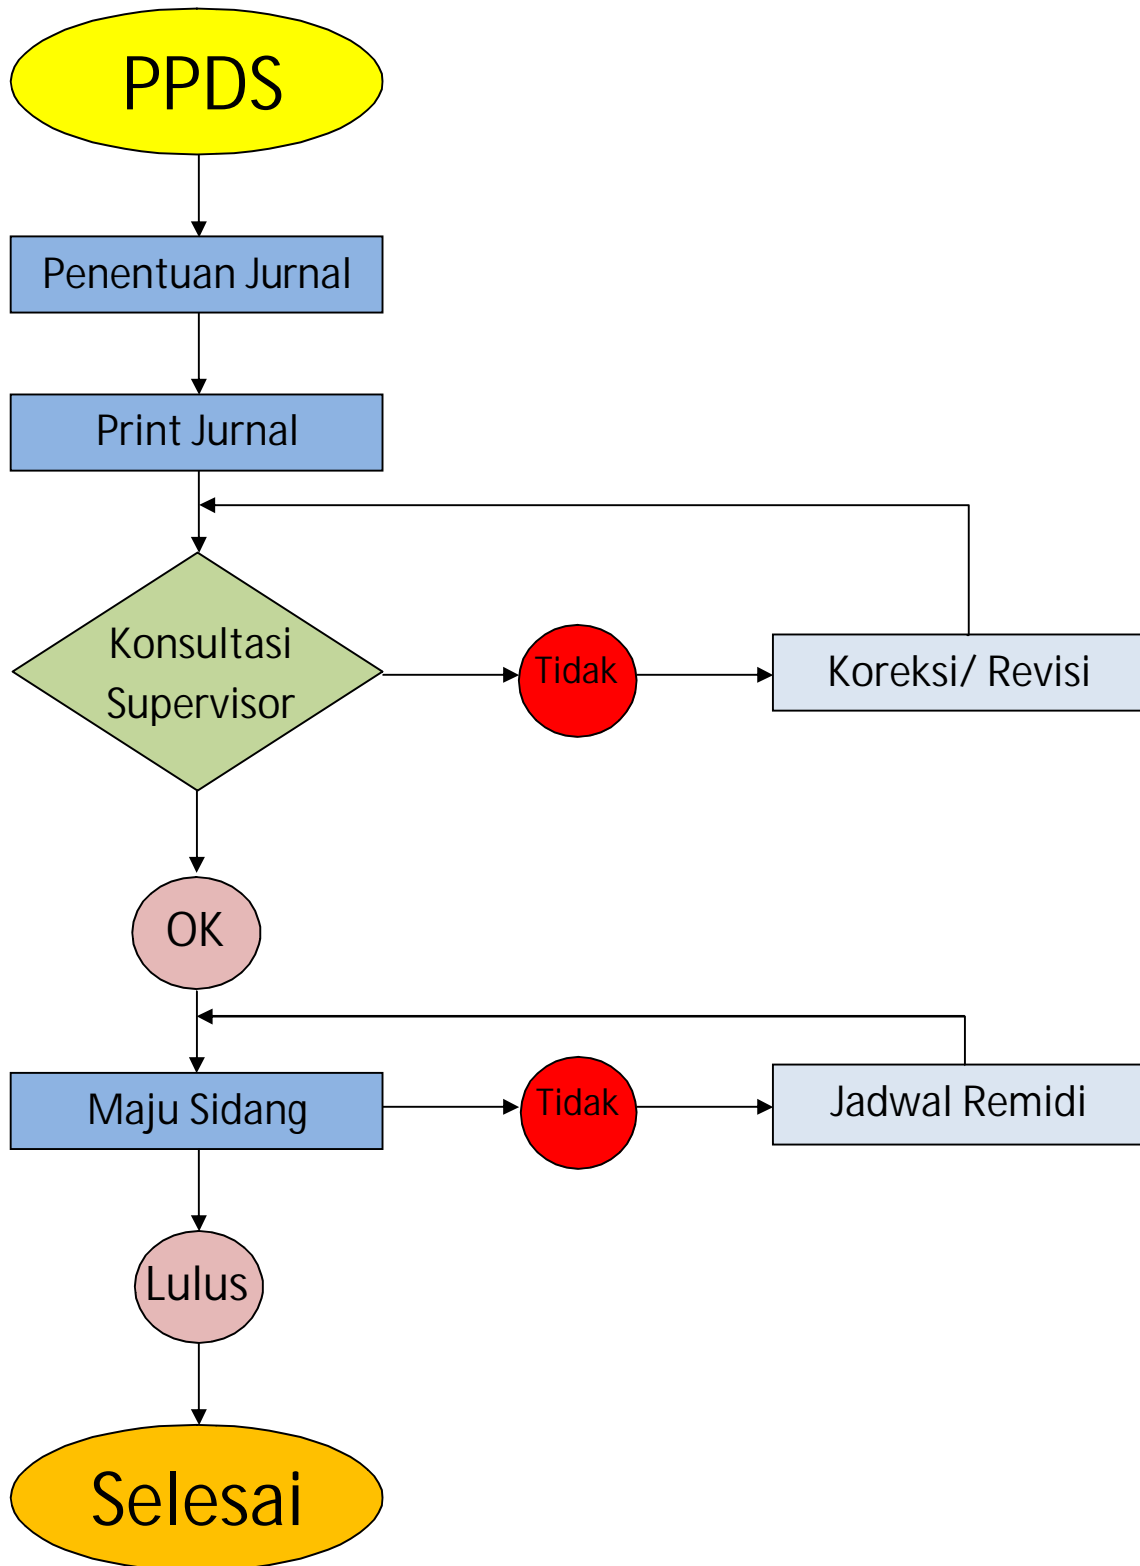 PPDS
Penentuan Jurnal
Print Jurnal
Konsultasi
Supervisor
Tidak
Koreksi/ Revisi
OK
Maju Sidang
Tidak
Jadwal Remidi
Lulus
Selesai